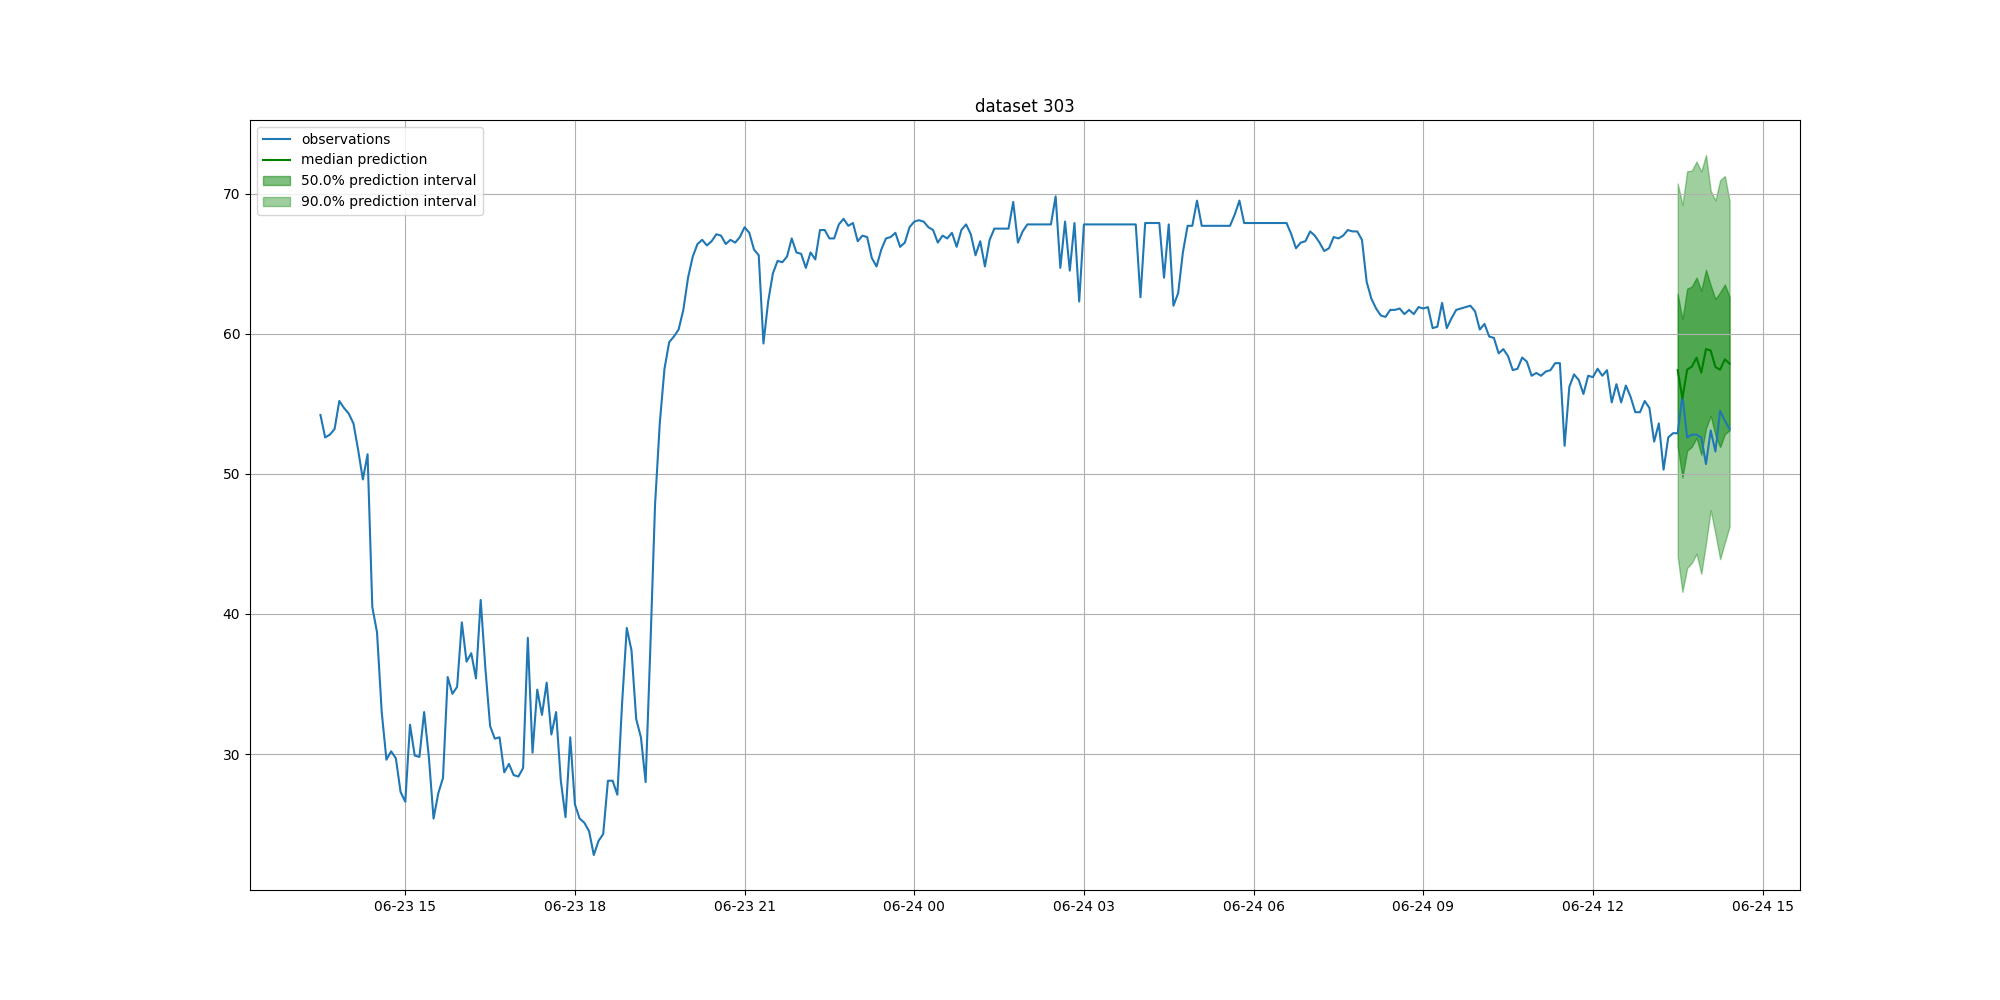 dataset 303
observations
median prediction
50.0% prediction interval
90.0% prediction interval
70
60
50
40
30
06-23 15
06-23 18
06-23 21
06-24 00
06-24 03
06-24 06
06-24 09
06-24 12
06-24 15